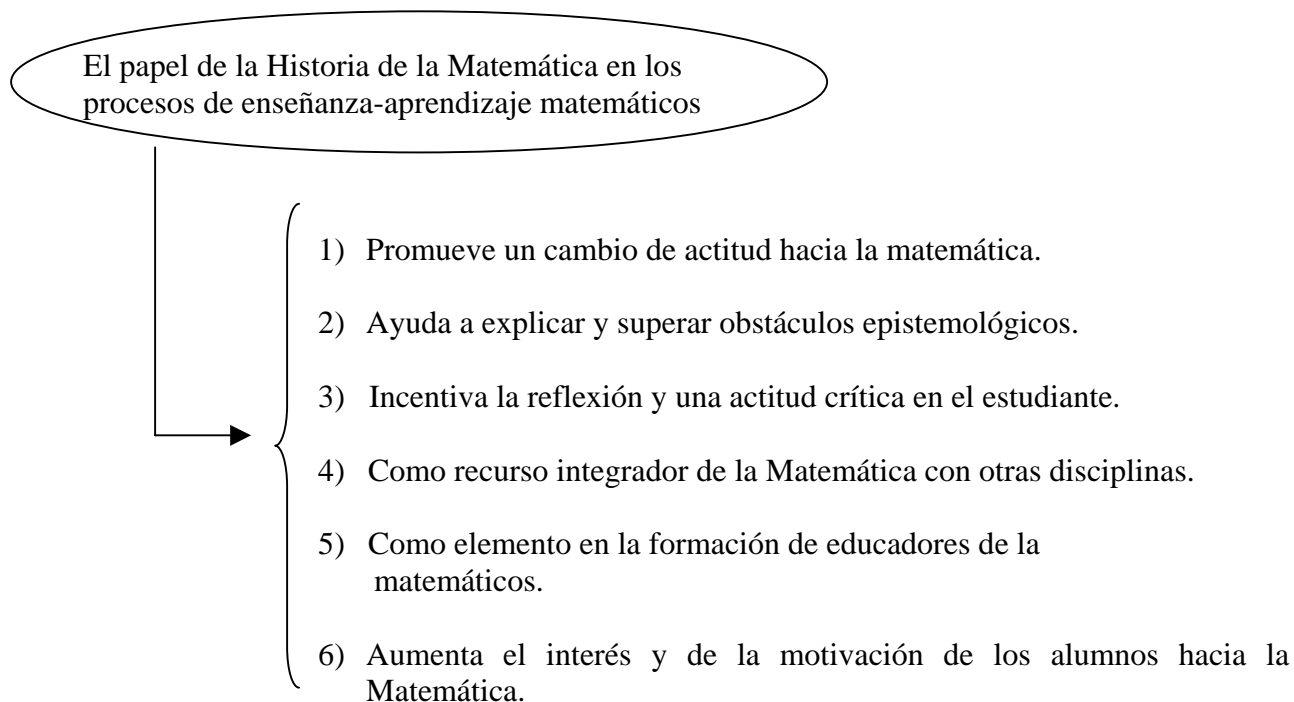 El papel de la Historia de la Matemática en los
procesos de enseñanza-aprendizaje matemáticos
1) Promueve un cambio de actitud hacia la matemática.
2) Ayuda a explicar y superar obstáculos epistemológicos.
3) Incentiva la reflexión y una actitud crítica en el estudiante.
4) Como recurso integrador de la Matemática con otras disciplinas.
5) Como elemento en la formación de educadores de la
matemáticos.
6) Aumenta el interés y de la motivación de los alumnos hacia la
Matemática.